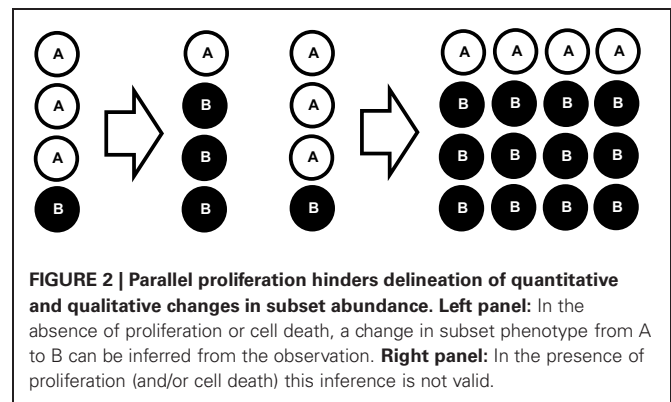 A A A A A A A
A B A B B B B
A B A B B B B
B B B B B B B
FIGURE 2 | Parallel proliferation hinders delineation of quantitative
and qualitative changes in subset abundance. Left panel: In the
absence of proliferation or cell death, a change in subset phenotype from A
to B can be inferred from the observation. Right panel: In the presence of
proliferation (and/or cell death) this inference is not valid.